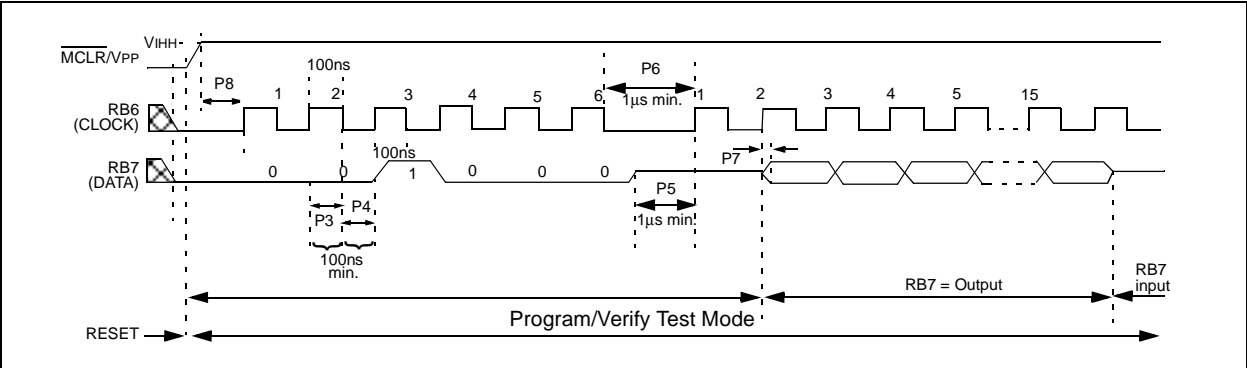 VIHH
MCLR/VPP
100ns
P8
P6
1µs min.
1 2 3 4 5 6 1 2 3 4 5 15
RB6
(CLOCK)
100ns
P7
RB7
(DATA)
0 0 1 0 0 0
P5
1µs min.
P3 P4
100ns
min.
RB7 = Output
RB7
input
Program/Verify Test Mode
RESET